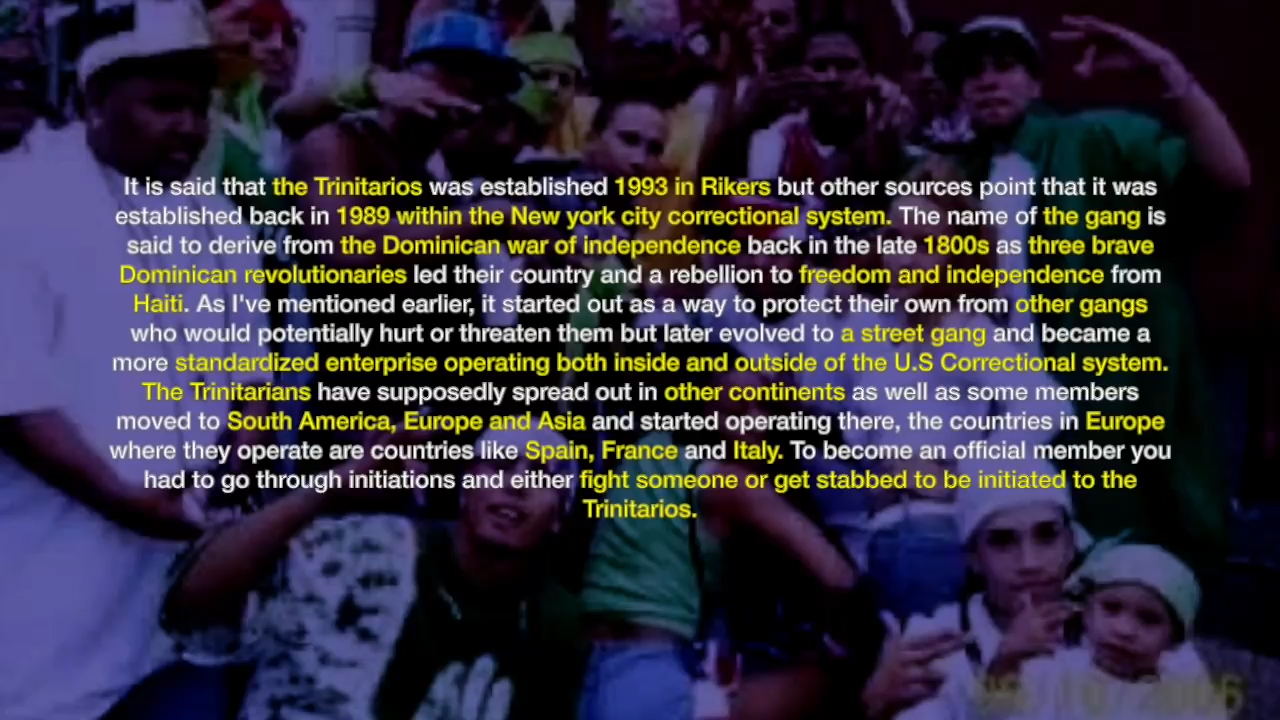 It is said that the Trinitarios was established 1993 in Rikers but other sources point that it was
established back in 1989 within the New york city correctional system. The name of the gang is
said to derive from the Dominican war of independence back in the late 1800s as three brave
Dominican revolutionaries led their country and a rebellion to freedom and independence from
Haiti. As I've mentioned earlier, it started out as a way to protect their own from other gangs
who would potentially hurt or threaten them but later evolved to a street gang and became a
more standardized enterprise operating both inside and outside of the U.S Correctional system.
The Trinitarians have supposedly spread out in other continents as well as some members
moved to South America, Europe and Asia and started operating there, the countries in Europe
where they operate are countries like Spain, France and Italy. To become an official member you
had to go through initiations and either fight someone or get stabbed to be initiated to the
Trinitarios.